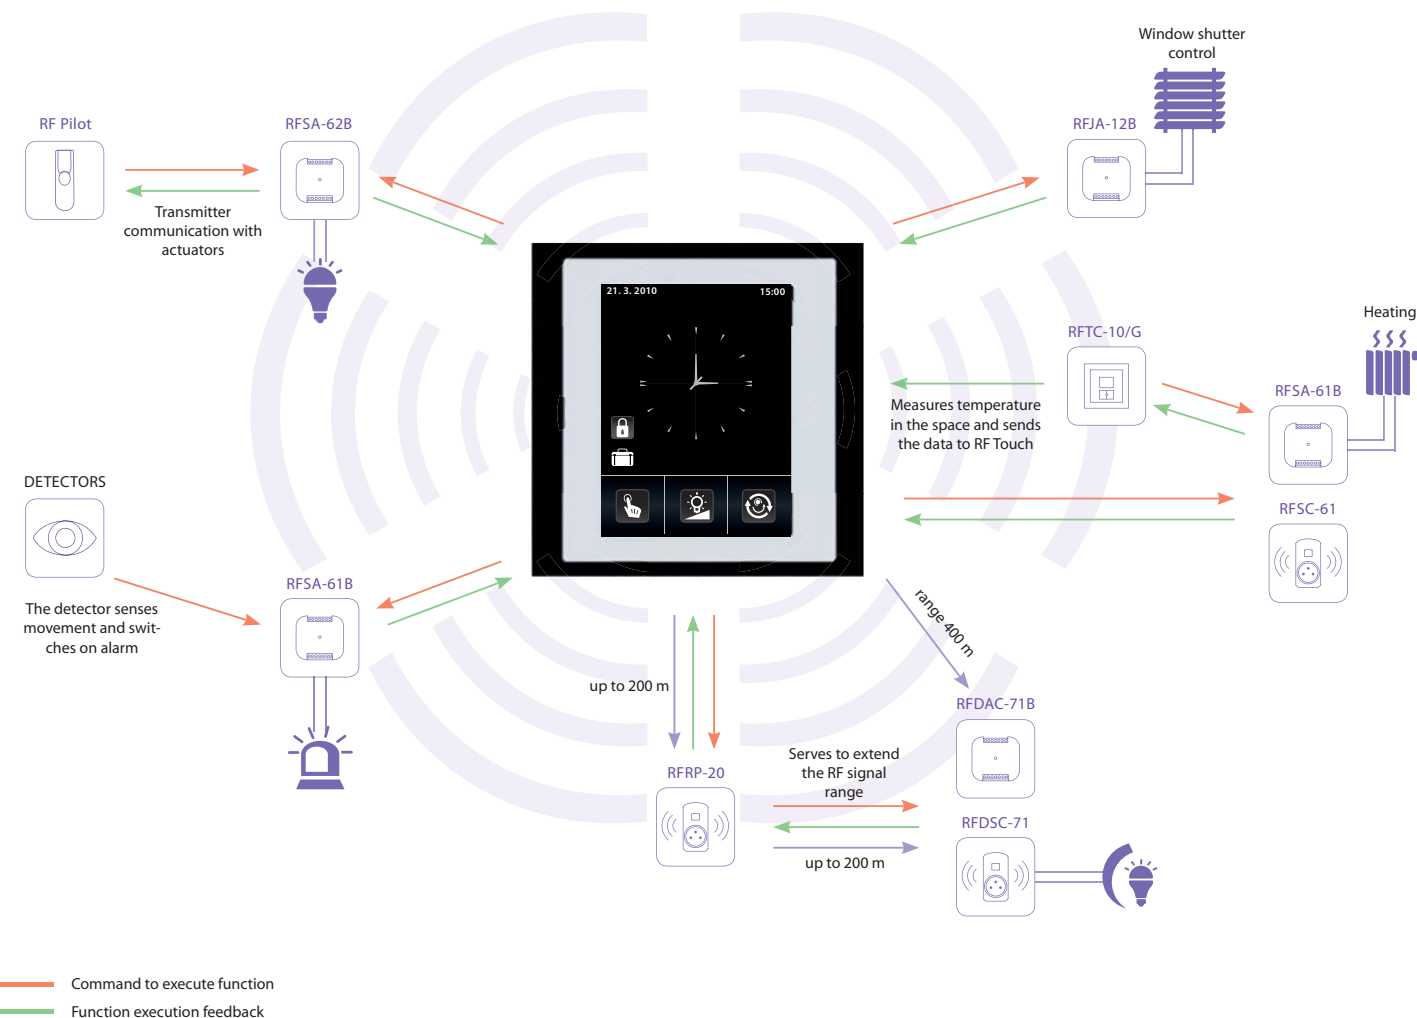 Window shutter
control
RF Pilot
RFSA-62B
RFJA-12B
Transmitter
communication with
actuators
21. 3. 2010
15:00
Heating
RFTC-10/G
RFSA-61B
Measures temperature
in the space and sends
the data to RF Touch
DETECTORS
RFSC-61
RFSA-61B
The detector senses
movement and swit-
ches on alarm
range 400 m
up to 200 m
RFDAC-71B
Serves to extend
the RF signal
range
RFRP-20
RFDSC-71
up to 200 m
Command to execute function
Function execution feedback